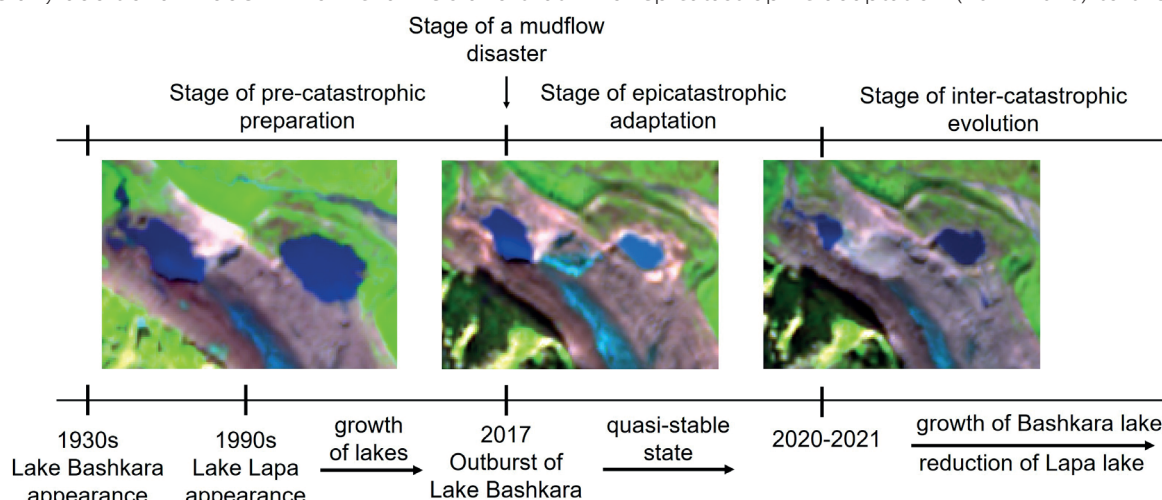 Stage of a mudflow
disaster
Stage of pre-catastrophic
preparation
Stage of epicatastrophic
adaptation
Stage of inter-catastrophic
evolution
1930s
Lake Bashkara
appearance
1990s
Lake Lapa
appearance
growth
of lakes
2017
Outburst of
Lake Bashkara
quasi-stable
state
2020-2021
growth of Bashkara lake
reduction of Lapa lake